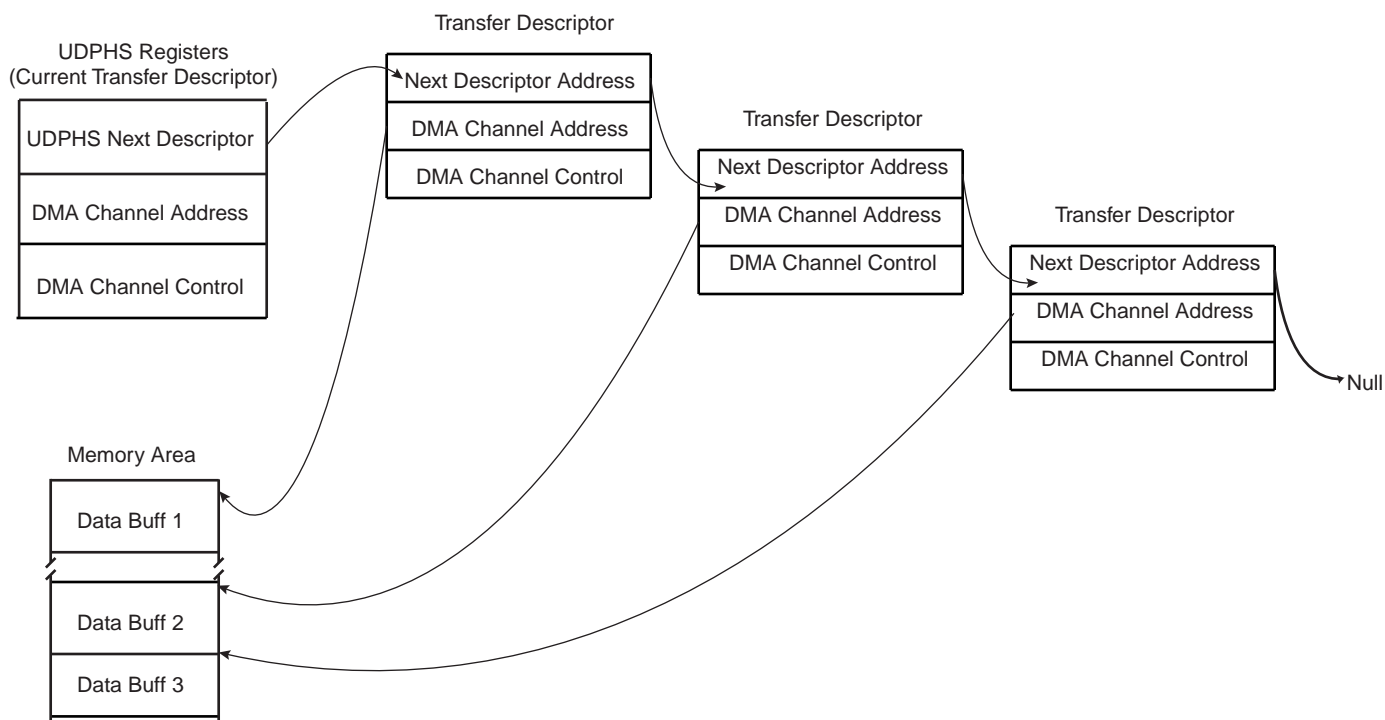 UDPHS Registers
(Current Transfer Descriptor)
UDPHS Next Descriptor
DMA Channel Address
DMA Channel Control
Transfer Descriptor
Next Descriptor Address
DMA Channel Address
DMA Channel Control
Transfer Descriptor
Next Descriptor Address
DMA Channel Address
DMA Channel Control
Transfer Descriptor
Next Descriptor Address
DMA Channel Address
DMA Channel Control
Null
Memory Area
Data Buff 1
Data Buff 2
Data Buff 3